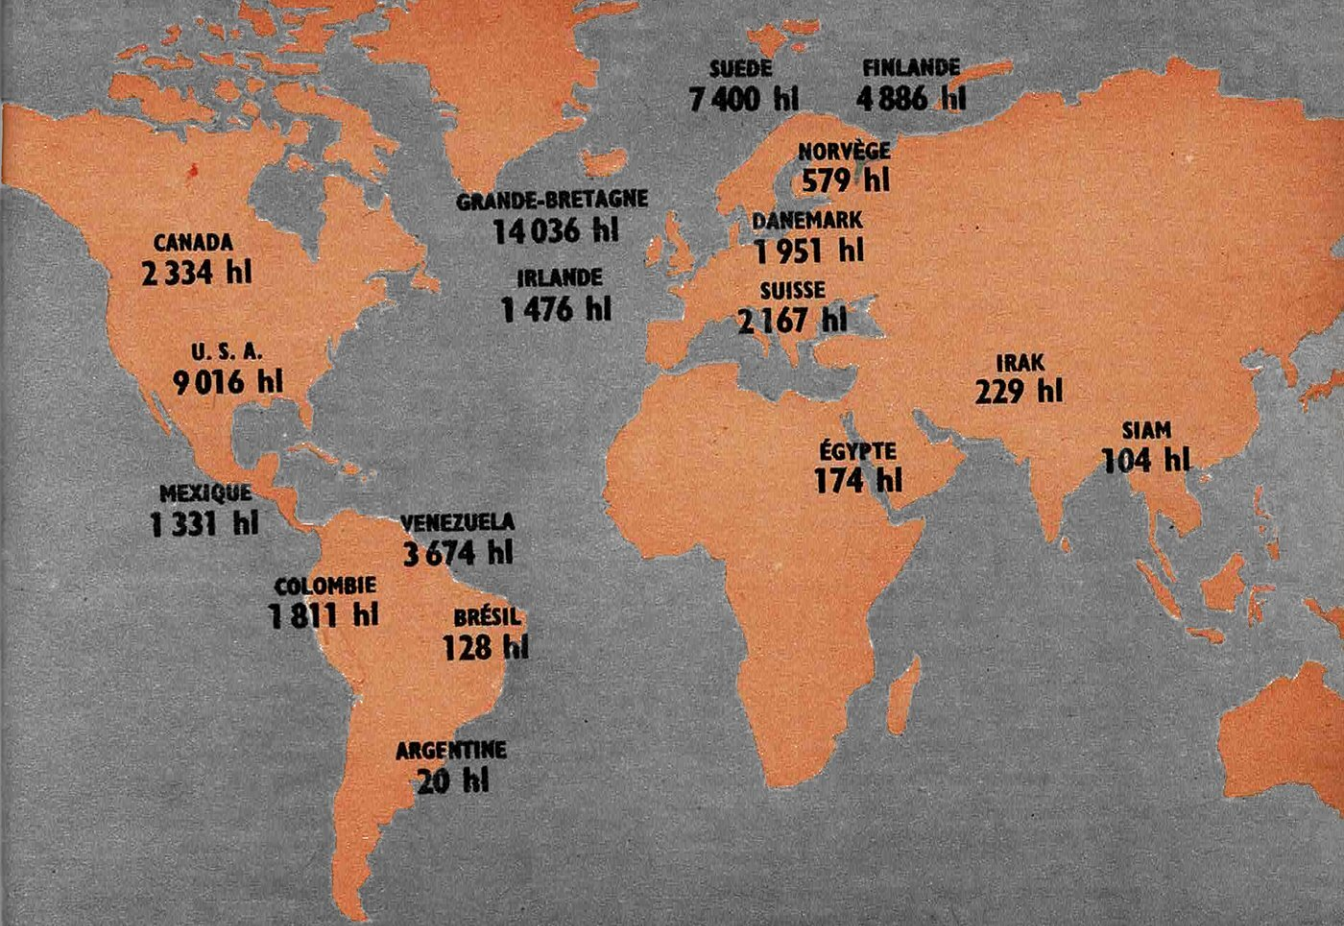 SUÈDE
7 400 hl
FINLANDE
4 886 hl
NORVÈGE
579 hl
GRANDE-BRETAGNE
14 036 hl
DANEMARK
1 951 hl
CANADA
2 334 hl
IRLANDE
1 476 hl
SUISSE
2 167 hl
U. S. A.
9 016 hl
IRAK
229 hl
SIAM
104 hl
ÉGYPTE
174 hl
MEXIQUE
1 331 hl
VENEZUELA
3 674 hl
COLOMBIE
1 811 hl
BRÉSIL
128 hl
ARGENTINE
20 hl